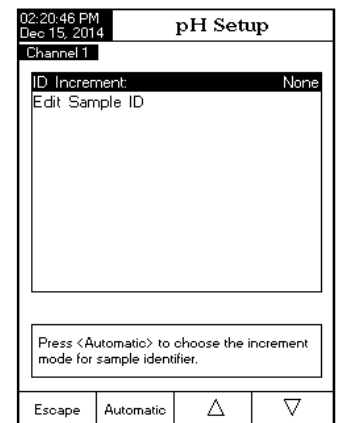 02:20:46 PM
Dec 15, 2014
pH Setup
Channel 1
ID Increment: None
Edit Sample ID
Press <Automatic> to choose the increment
mode for sample identifier.
Escape Automatic △ ▽